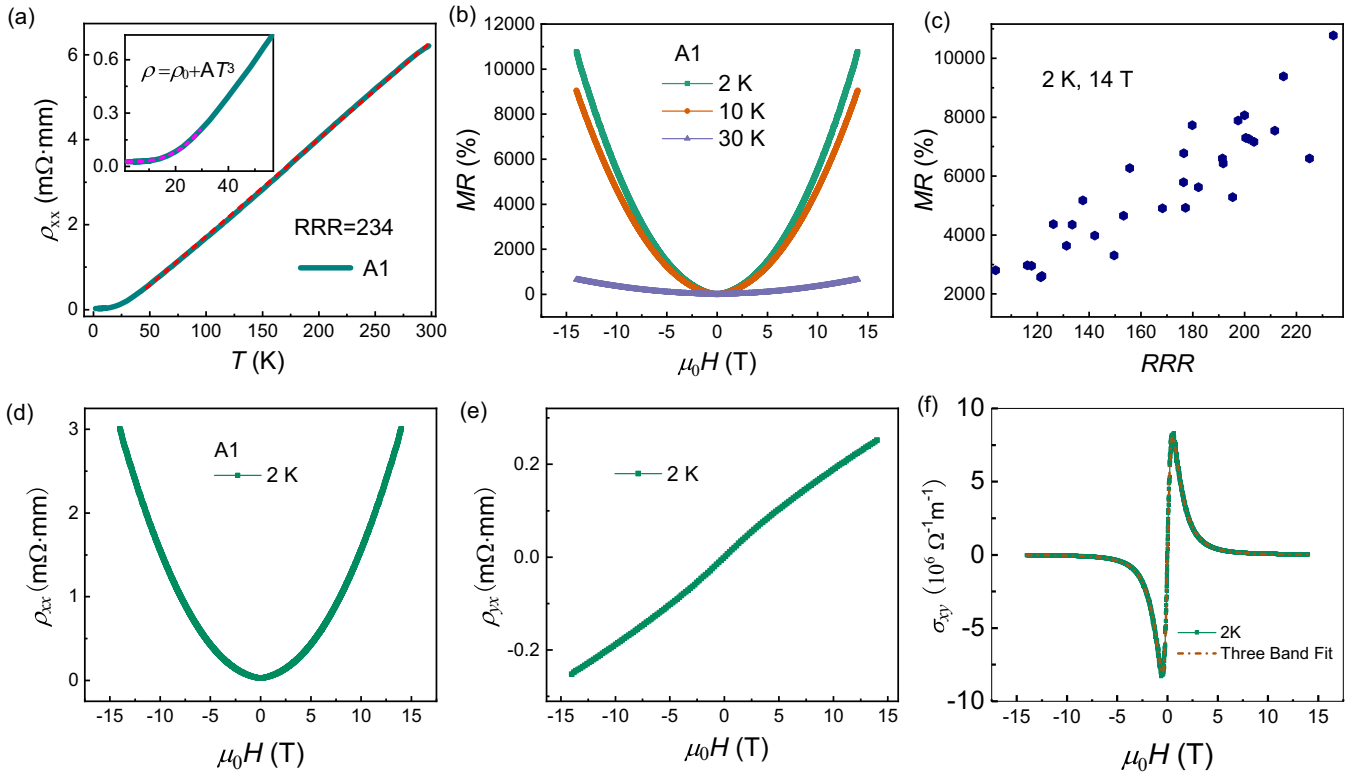 (a)
6
4
2
0
ρxx (mΩ·mm)
0.6
0.3
0.0
20 40
ρ =ρ0+AT3
RRR=234
A1
0 50 100 150 200 250 300
T (K)
(b)
12000
10000
8000
6000
4000
2000
0
MR (%)
A1
2 K
10 K
30 K
-15 -10 -5 0 5 10 15
μ0H (T)
(c)
10000
8000
6000
4000
2000
MR (%)
2 K, 14 T
120 140 160 180 200 220
RRR
(d)
3
2
1
0
ρxx (mΩ·mm)
A1
2 K
-15 -10 -5 0 5 10 15
μ0H (T)
(e)
0.2
0.0
-0.2
ρyx (mΩ·mm)
2 K
-15 -10 -5 0 5 10 15
μ0H (T)
(f)
10
5
0
-5
-10
σxy (10⁶ Ω⁻¹m⁻¹)
2K
Three Band Fit
-15 -10 -5 0 5 10 15
μ0H (T)